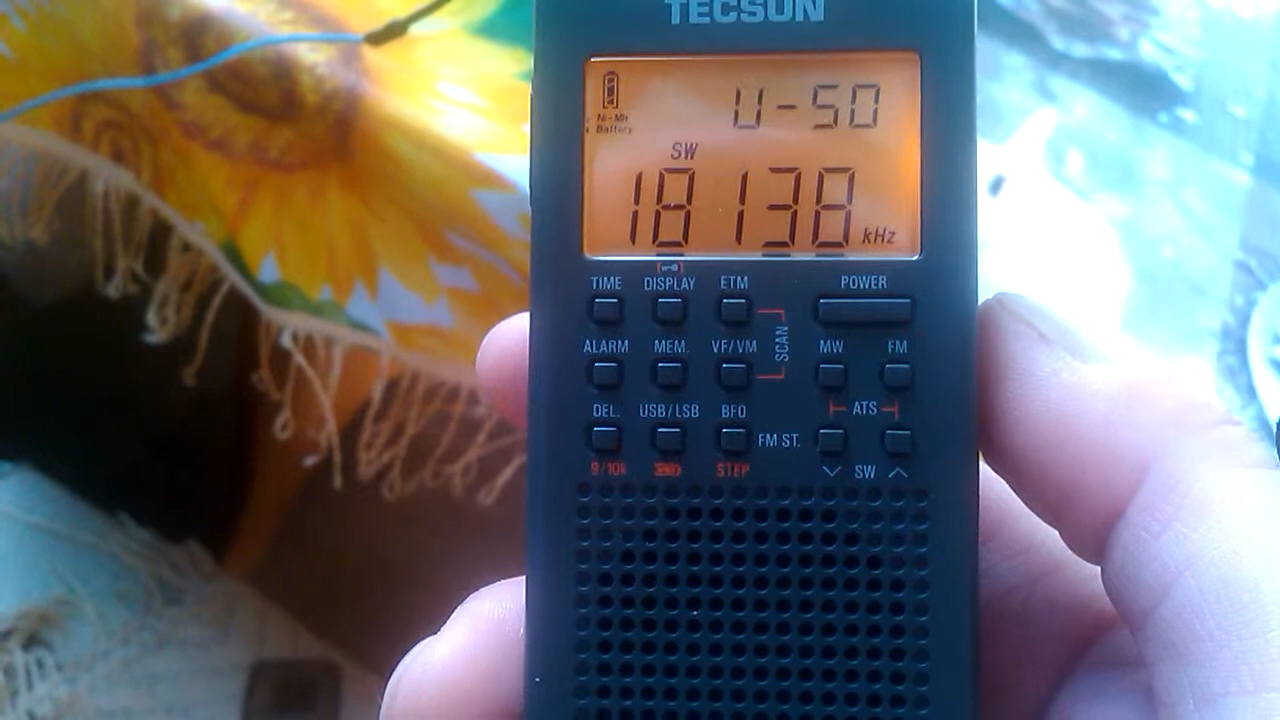 TECSUN
U-50
Ni-Mh
Battery
SW
18138 kHz
TIME DISPLAY ETM POWER
ALARM MEM. VF/VM SCAN MW FM
DEL. USB/LSB BFO ATS
FM ST.
9/10k STEP SW